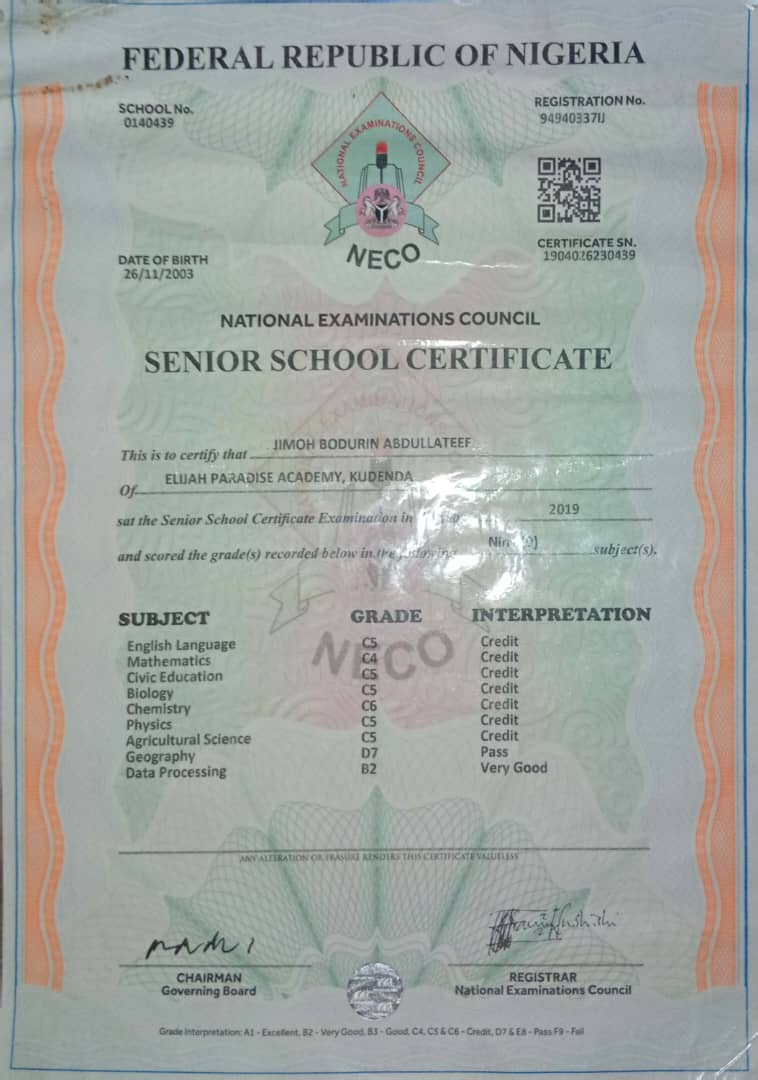 FEDERAL REPUBLIC OF NIGERIA
SCHOOL No.
0140439
REGISTRATION No.
94940337IJ
NATIONAL EXAMINATIONS COUNCIL
NECO
DATE OF BIRTH
26/11/2003
CERTIFICATE SN.
1904026230439
NATIONAL EXAMINATIONS COUNCIL
SENIOR SCHOOL CERTIFICATE
This is to certify that JIMOH BODURIN ABDULLATEEF
Of ELIJAH PARADISE ACADEMY, KUDENDA
sat the Senior School Certificate Examination in 2019
and scored the grade(s) recorded below in the following subject(s).
NECO
SUBJECT GRADE INTERPRETATION
English Language C5 Credit
Mathematics C4 Credit
Civic Education C5 Credit
Biology C5 Credit
Chemistry C6 Credit
Physics C5 Credit
Agricultural Science C5 Credit
Geography D7 Pass
Data Processing B2 Very Good
ANY ALTERATION OR ERASURE RENDERS THIS CERTIFICATE VALUELESS
CHAIRMAN
Governing Board
REGISTRAR
National Examinations Council
Grade Interpretation: A1 - Excellent, B2 - Very Good, B3 - Good, C4, C5 & C6 - Credit, D7 & E8 - Pass F9 - Fail